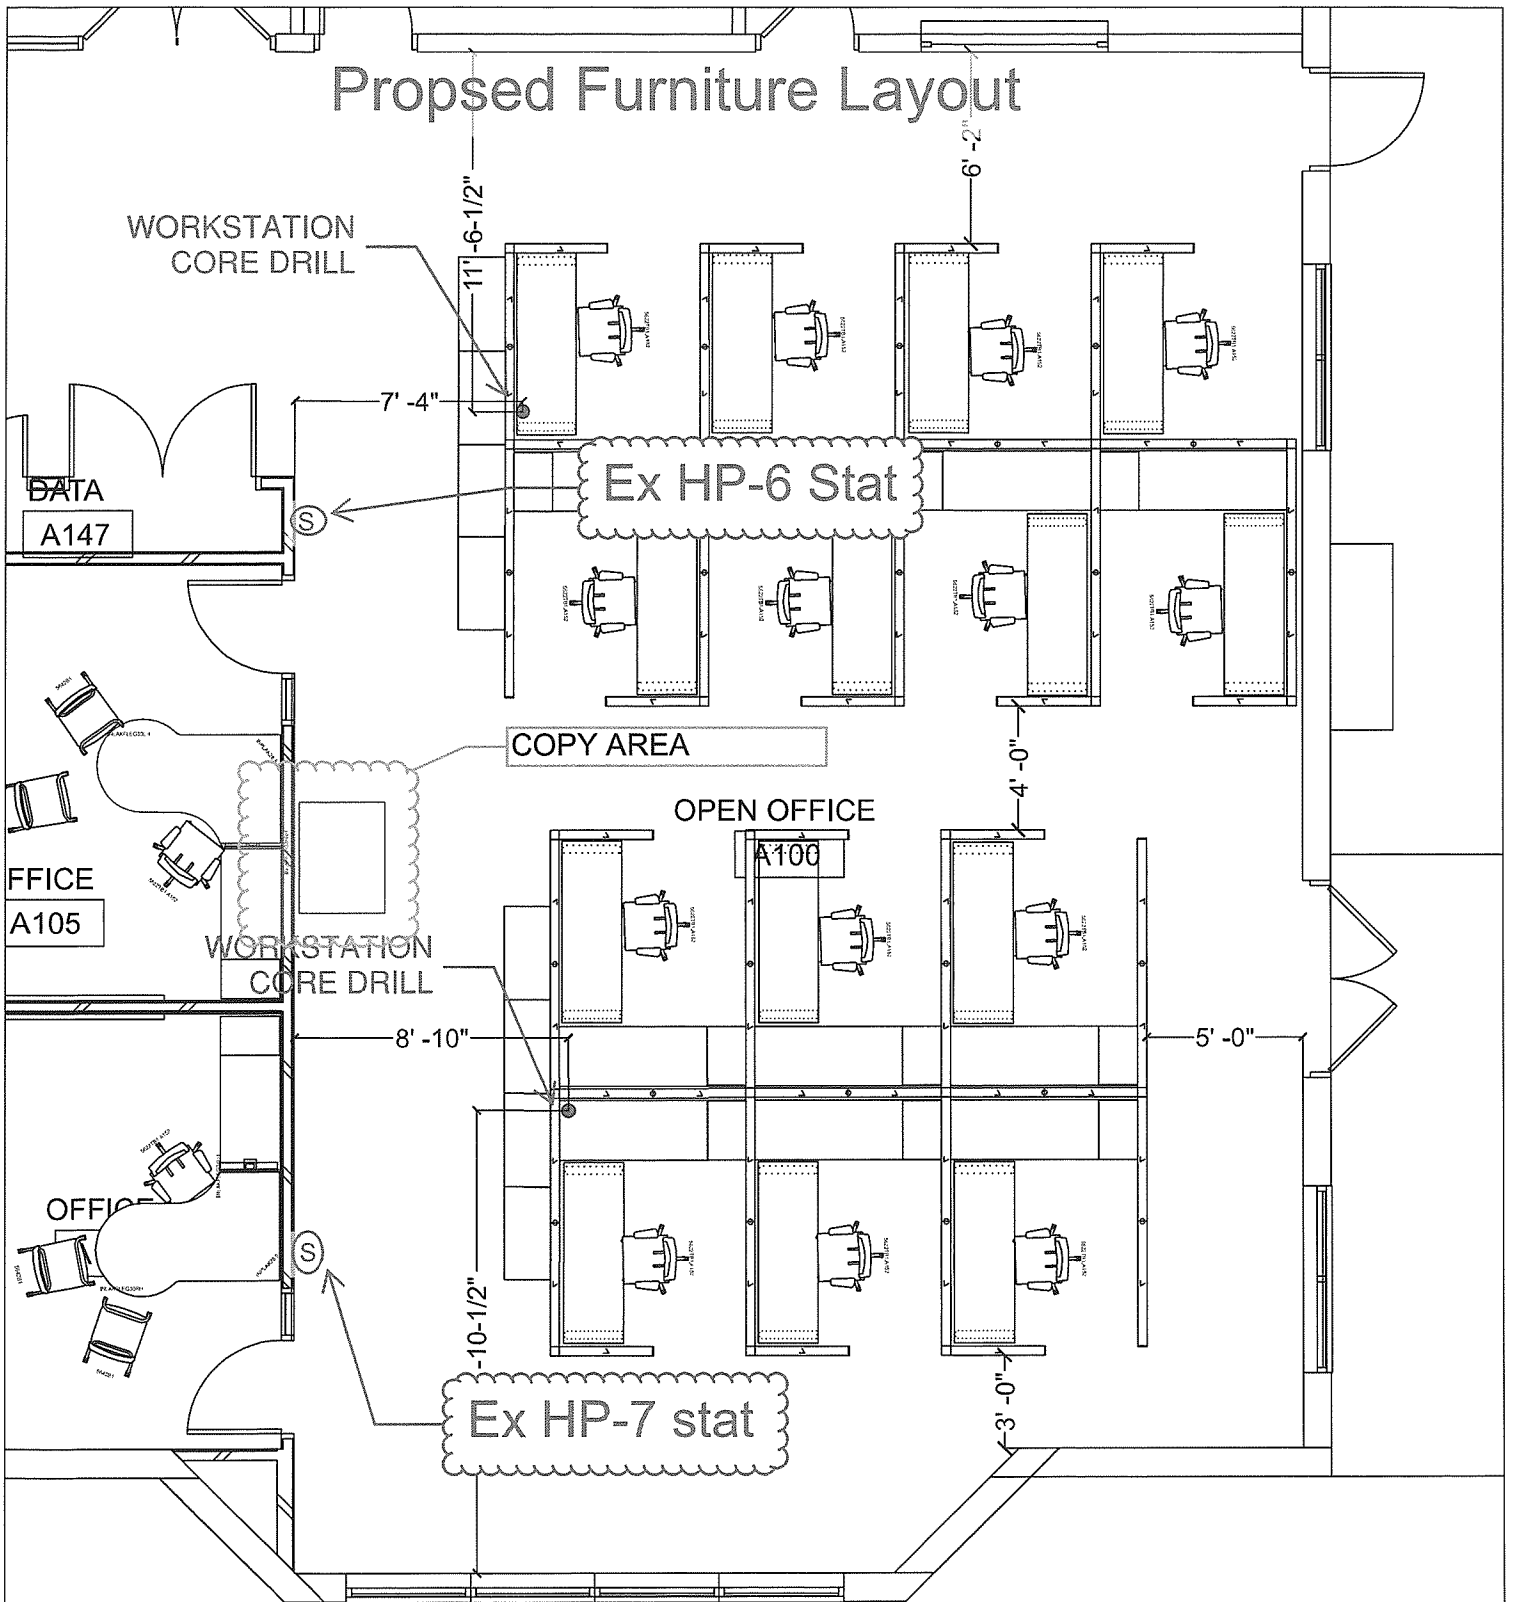 Propsed Furniture Layout
6' -2"
11' -6-1/2"
WORKSTATION
CORE DRILL
7' -4"
Ex HP-6 Stat
DATA
A147
S
COPY AREA
4' -0"
OPEN OFFICE
A100
FFICE
A105
WORKSTATION
CORE DRILL
8' -10"
5' -0"
OFFICE
S
-10-1/2"
Ex HP-7 stat
3' -0"